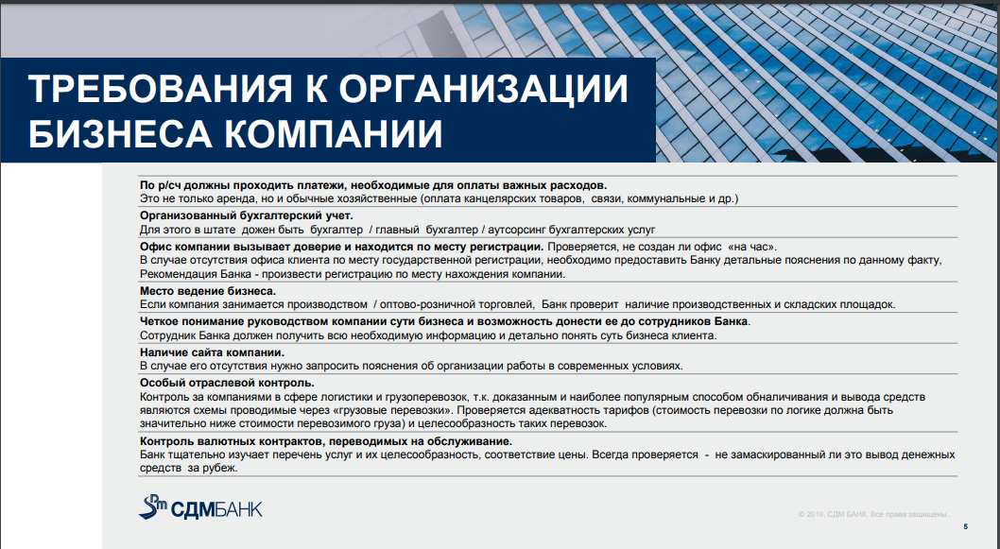 ТРЕБОВАНИЯ К ОРГАНИЗАЦИИ
БИЗНЕСА КОМПАНИИ
По р/сч должны проходить платежи, необходимые для оплаты важных расходов.
Это не только аренда, но и обычные хозяйственные (оплата канцелярских товаров, связи, коммунальные и др.)
Организованный бухгалтерский учет.
Для этого в штате дожен быть бухгалтер / главный бухгалтер / аутсорсинг бухгалтерских услуг
Офис компании вызывает доверие и находится по месту регистрации. Проверяется, не создан ли офис «на час».
В случае отсутствия офиса клиента по месту государственной регистрации, необходимо предоставить Банку детальные пояснения по данному факту,
Рекомендация Банка - произвести регистрацию по месту нахождения компании.
Место ведение бизнеса.
Если компания занимается производством / оптово-розничной торговлей, Банк проверит наличие производственных и складских площадок.
Четкое понимание руководством компании сути бизнеса и возможность донести ее до сотрудников Банка.
Сотрудник Банка должен получить всю необходимую информацию и детально понять суть бизнеса клиента.
Наличие сайта компании.
В случае его отсутствия нужно запросить пояснения об организации работы в современных условиях.
Особый отраслевой контроль.
Контроль за компаниями в сфере логистики и грузоперевозок, т.к. доказанным и наиболее популярным способом обналичивания и вывода средств
являются схемы проводимые через «грузовые перевозки». Проверяется адекватность тарифов (стоимость перевозки по логике должна быть
значительно ниже стоимости перевозимого груза) и целесообразность таких перевозок.
Контроль валютных контрактов, переводимых на обслуживание.
Банк тщательно изучает перечень услуг и их целесообразность, соответствие цены. Всегда проверяется - не замаскированный ли это вывод денежных
средств за рубеж.
СДМ БАНК
© 2019. СДМ БАНК. Все права защищены.
5